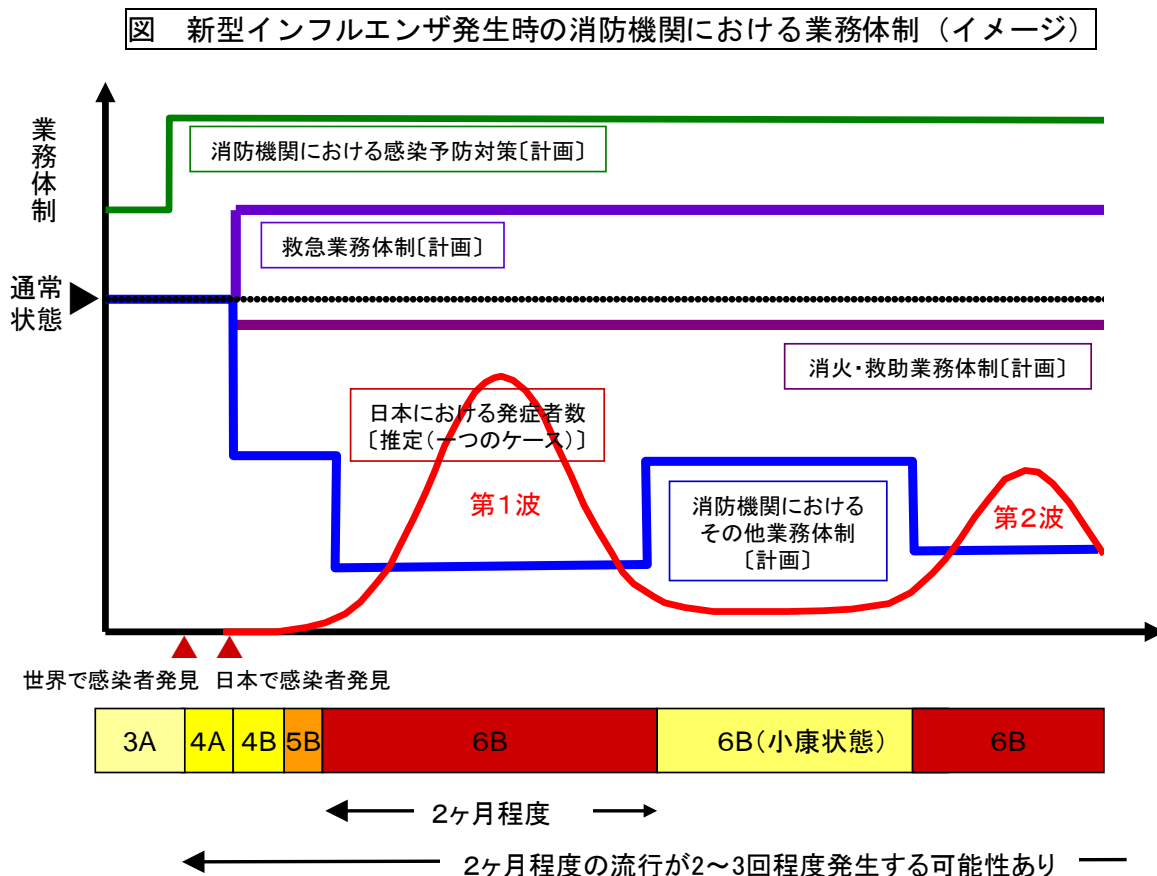 図　新型インフルエンザ発生時の消防機関における業務体制（イメージ）
業務体制
消防機関における感染予防対策〔計画〕
救急業務体制〔計画〕
通常
状態
消火・救助業務体制〔計画〕
日本における発症者数
〔推定（一つのケース）〕
第１波
消防機関における
その他業務体制
〔計画〕
第２波
世界で感染者発見
日本で感染者発見
3A
4A
4B
5B
6B
6B（小康状態）
6B
２ヶ月程度
２ヶ月程度の流行が2～3回程度発生する可能性あり